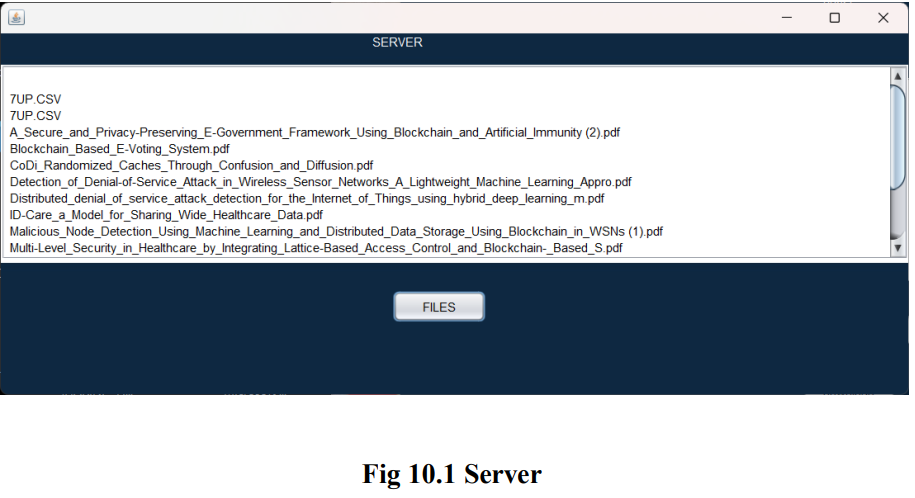 SERVER
7UP.CSV
7UP.CSV
A_Secure_and_Privacy-Preserving_E-Government_Framework_Using_Blockchain_and_Artificial_Immunity (2).pdf
Blockchain_Based_E-Voting_System.pdf
CoDi_Randomized_Caches_Through_Confusion_and_Diffusion.pdf
Detection_of_Denial-of-Service_Attack_in_Wireless_Sensor_Networks_A_Lightweight_Machine_Learning_Appro.pdf
Distributed_denial_of_service_attack_detection_for_the_Internet_of_Things_using_hybrid_deep_learning_m.pdf
ID-Care_a_Model_for_Sharing_Wide_Healthcare_Data.pdf
Malicious_Node_Detection_Using_Machine_Learning_and_Distributed_Data_Storage_Using_Blockchain_in_WSNs (1).pdf
Multi-Level_Security_in_Healthcare_by_Integrating_Lattice-Based_Access_Control_and_Blockchain-_Based_S.pdf
FILES
Fig 10.1 Server